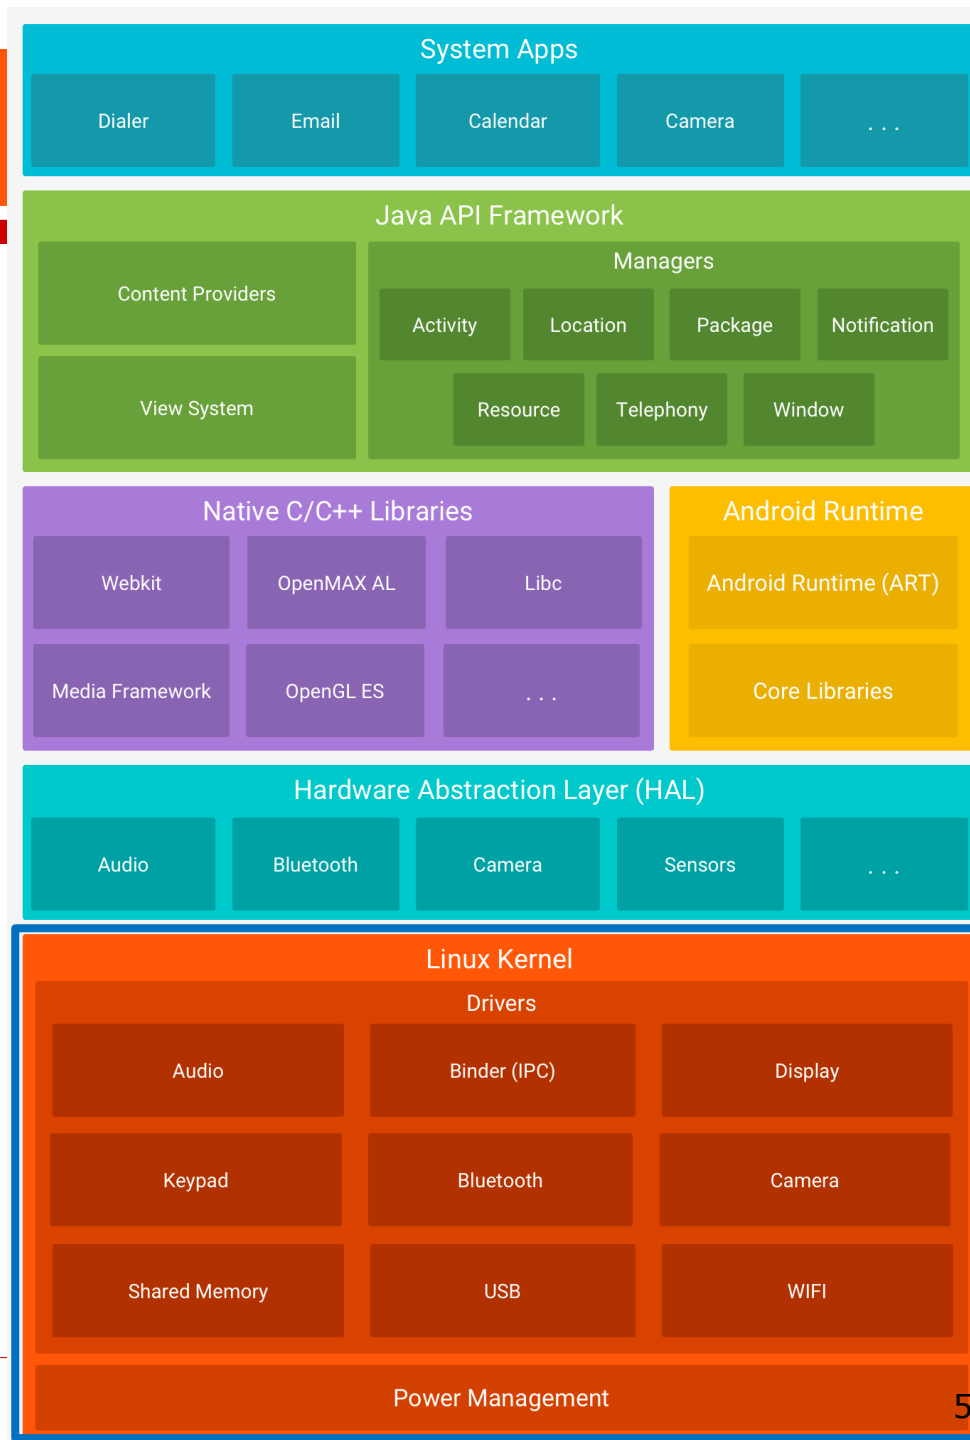 System Apps
Dialer
Email
Calendar
Camera
. . .
Java API Framework
Content Providers
View System
Managers
Activity
Location
Package
Notification
Resource
Telephony
Window
Native C/C++ Libraries
Webkit
OpenMAX AL
Libc
Media Framework
OpenGL ES
. . .
Android Runtime
Android Runtime (ART)
Core Libraries
Hardware Abstraction Layer (HAL)
Audio
Bluetooth
Camera
Sensors
. . .
Linux Kernel
Drivers
Audio
Binder (IPC)
Display
Keypad
Bluetooth
Camera
Shared Memory
USB
WIFI
Power Management
5